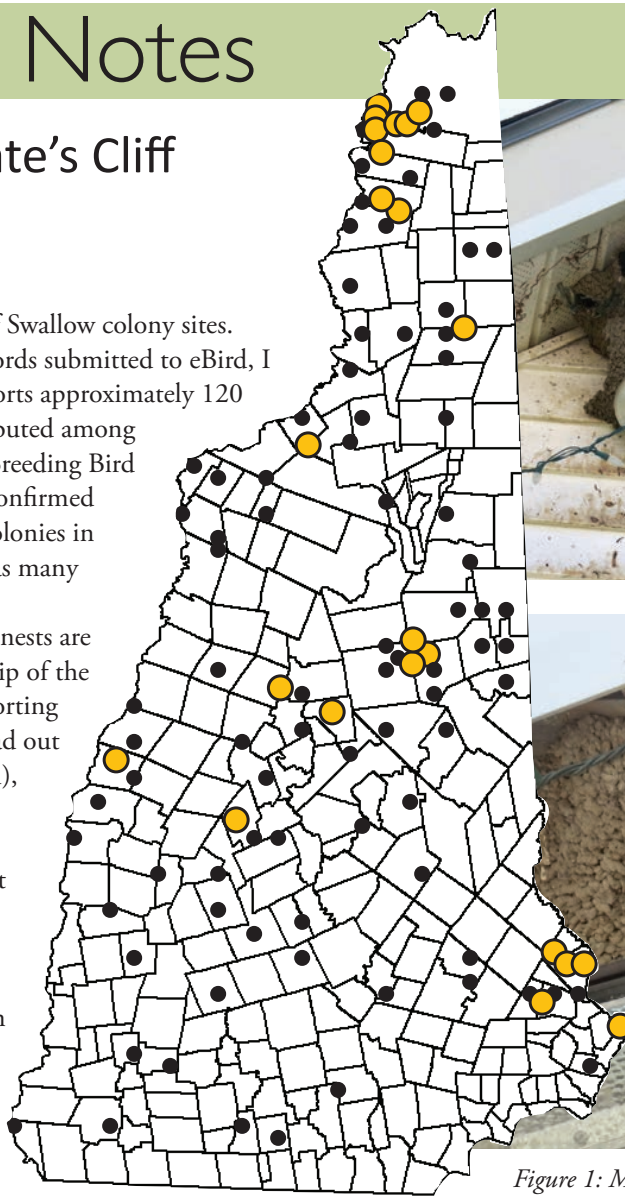 Notes
te's Cliff
Swallow colony sites.
ords submitted to eBird, I
orts approximately 120
buted among
reeding Bird
onfirmed
olonies in
s many
nests are
ip of the
orting
d out
),
t
n
Figure 1: M